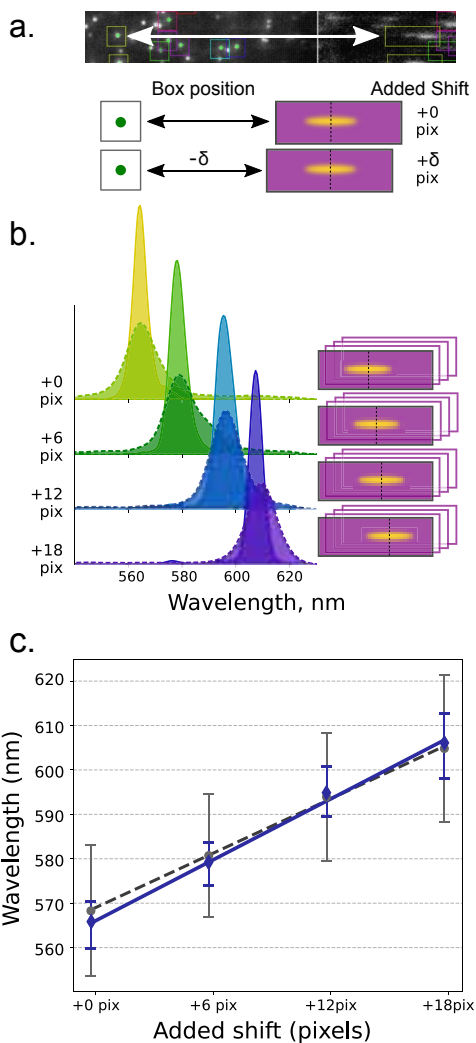 a.
Box position
Added Shift
+0
pix
-δ
+δ
pix
b.
+0
pix
+6
pix
+12
pix
+18
pix
560 580 600 620
Wavelength, nm
c.
620
610
600
590
580
570
560
Wavelength (nm)
+0 pix +6 pix +12pix +18pix
Added shift (pixels)